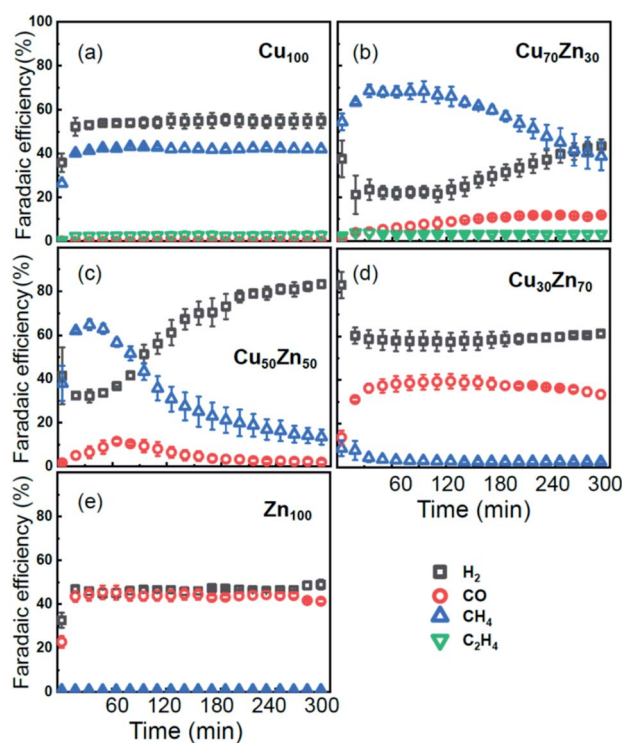 100
80
60
40
20
0
Faradaic efficiency (%)
(a)
Cu₁₀₀
(b)
Cu₇₀Zn₃₀
80
60
40
20
0
Faradaic efficiency (%)
(c)
Cu₅₀Zn₅₀
(d)
Cu₃₀Zn₇₀
60 120 180 240 300
Time (min)
80
60
40
20
0
Faradaic efficiency (%)
(e)
Zn₁₀₀
60 120 180 240 300
Time (min)
H₂
CO
CH₄
C₂H₄